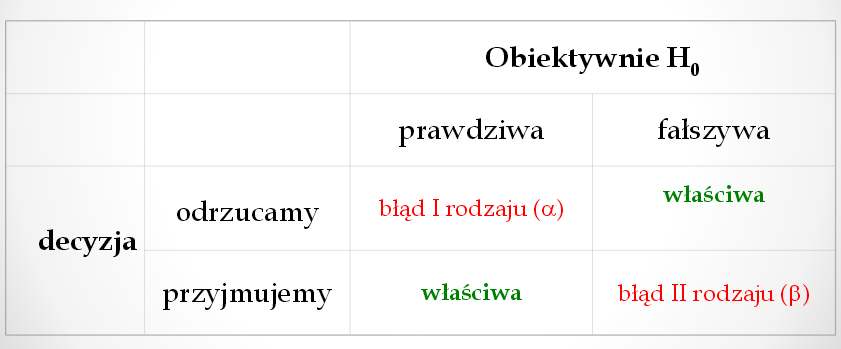 Obiektywnie H₀
prawdziwa fałszywa
decyzja
odrzucamy błąd I rodzaju (α) właściwa
przyjmujemy właściwa błąd II rodzaju (β)